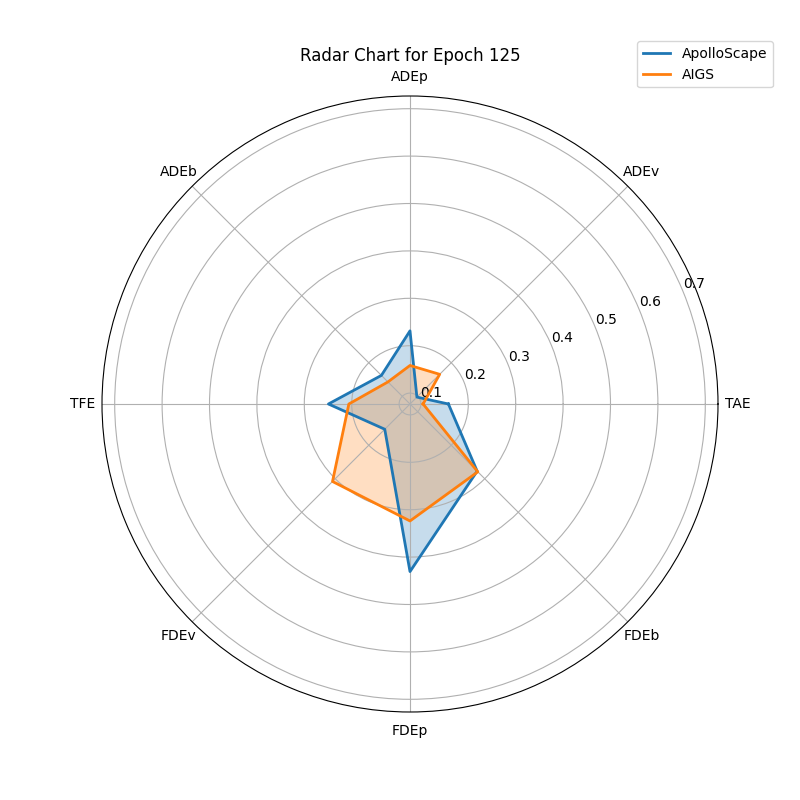 Radar Chart for Epoch 125
ApolloScape
AIGS
ADEp
ADEb
ADEv
0.7
0.6
0.5
0.4
0.3
0.2
0.1
TFE
TAE
FDEv
FDEb
FDEp